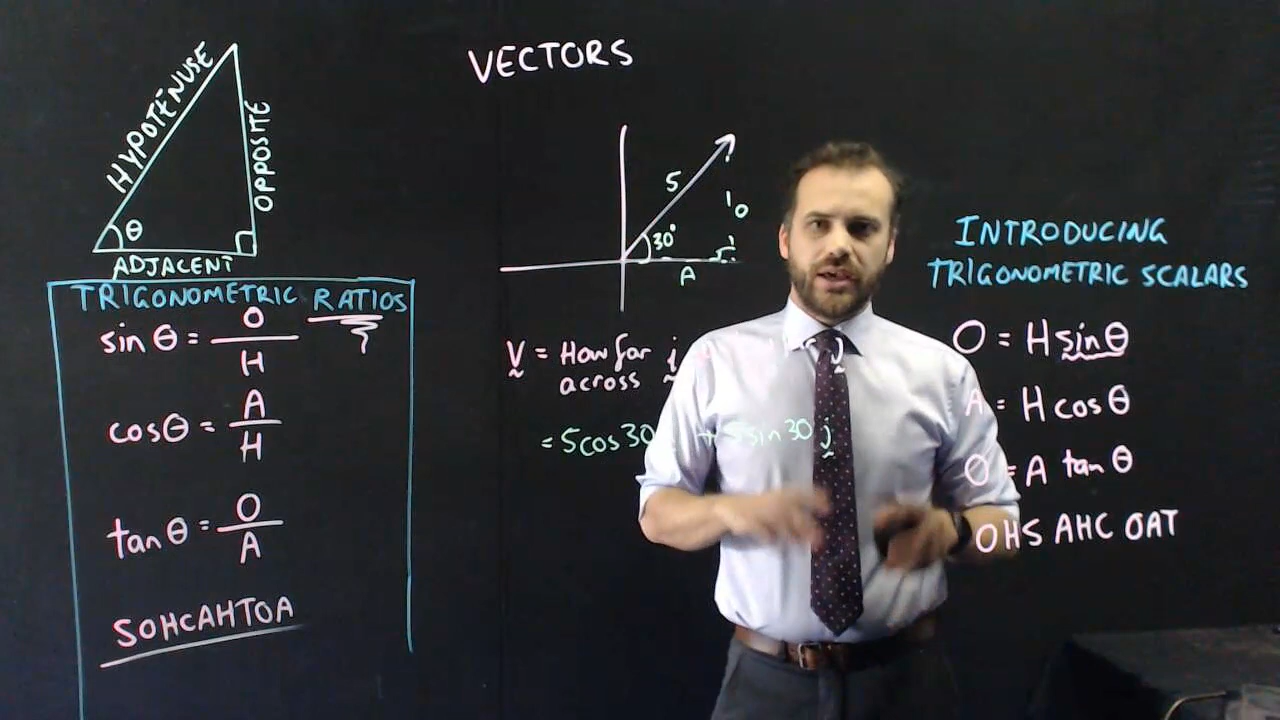 HYPOTENUSE
OPPOSITE
θ
ADJACENT
TRIGONOMETRIC RATIOS
sin θ = O/H
cos θ = A/H
tan θ = O/A
SOHCAHTOA
VECTORS
5
30°
O
A
V = How far i
across
= 5cos30 i + 5sin30 j
INTRODUCING
TRIGONOMETRIC SCALARS
O = H sin θ
A = H cos θ
O = A tan θ
OHS AHC OAT